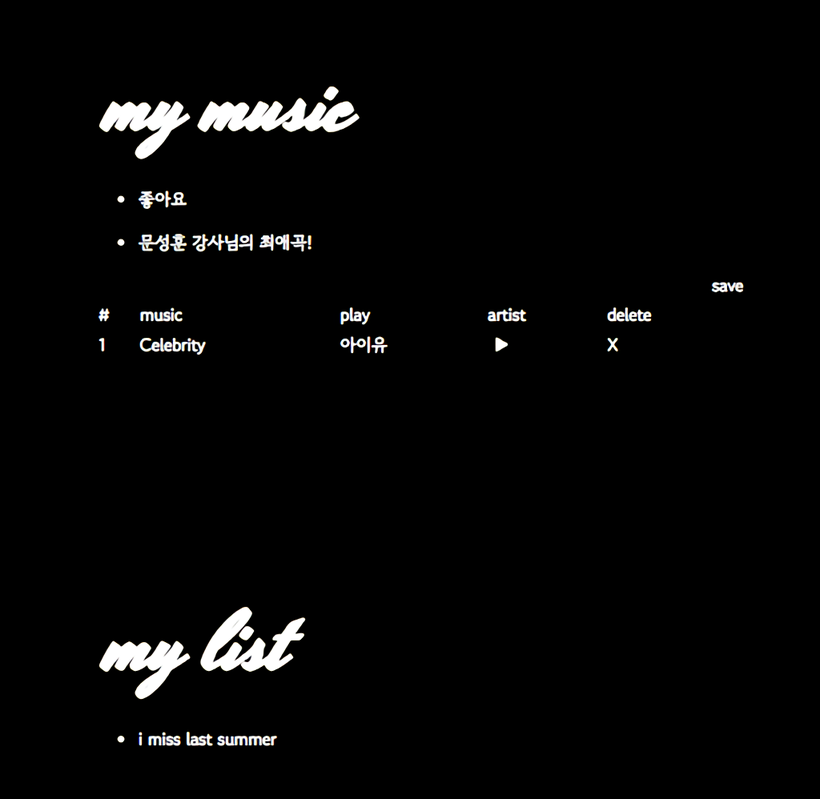 my music
좋아요
문성훈 강사님의 최애곡!
save
# music play artist delete
1 Celebrity 아이유 ▶ X
my list
i miss last summer